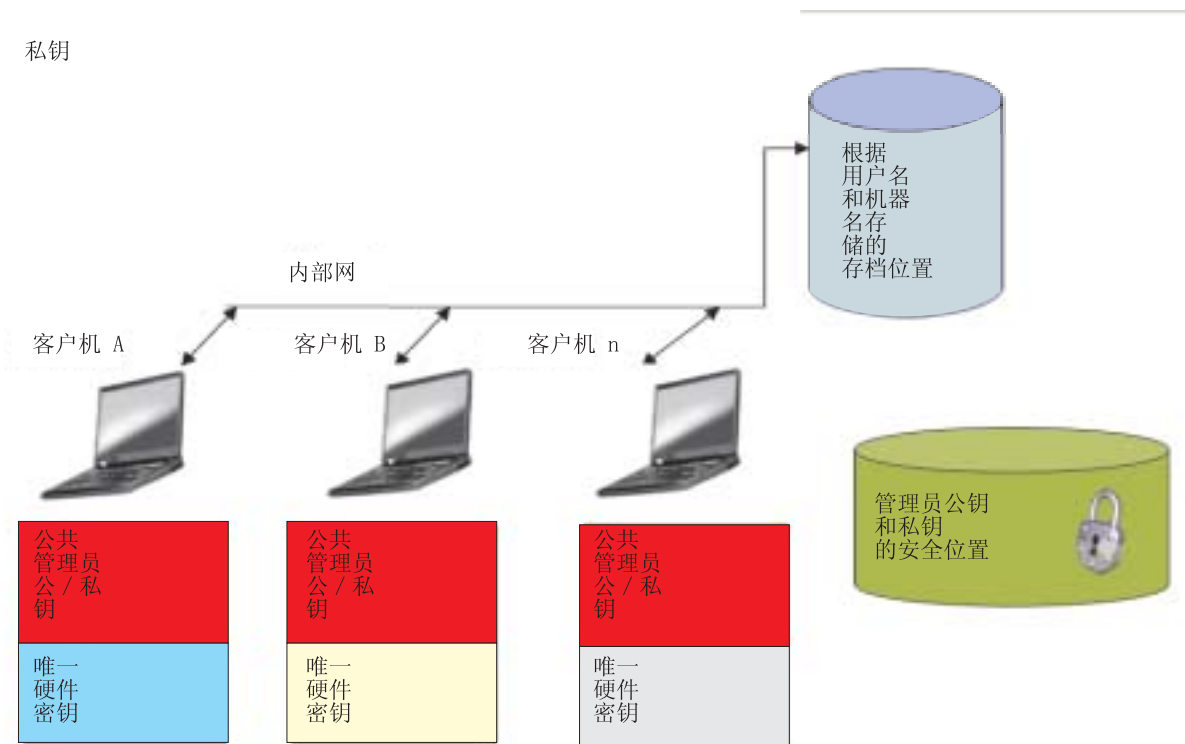 私钥
根据
用户名
和机器
名存
储的
存档位置
内部网
客户机 A
客户机 B
客户机 n
管理员公钥
和私钥
的安全位置
公共
管理员
公/私
钥
公共
管理员
公/私
钥
公共
管理员
公/私
钥
唯一
硬件
密钥
唯一
硬件
密钥
唯一
硬件
密钥